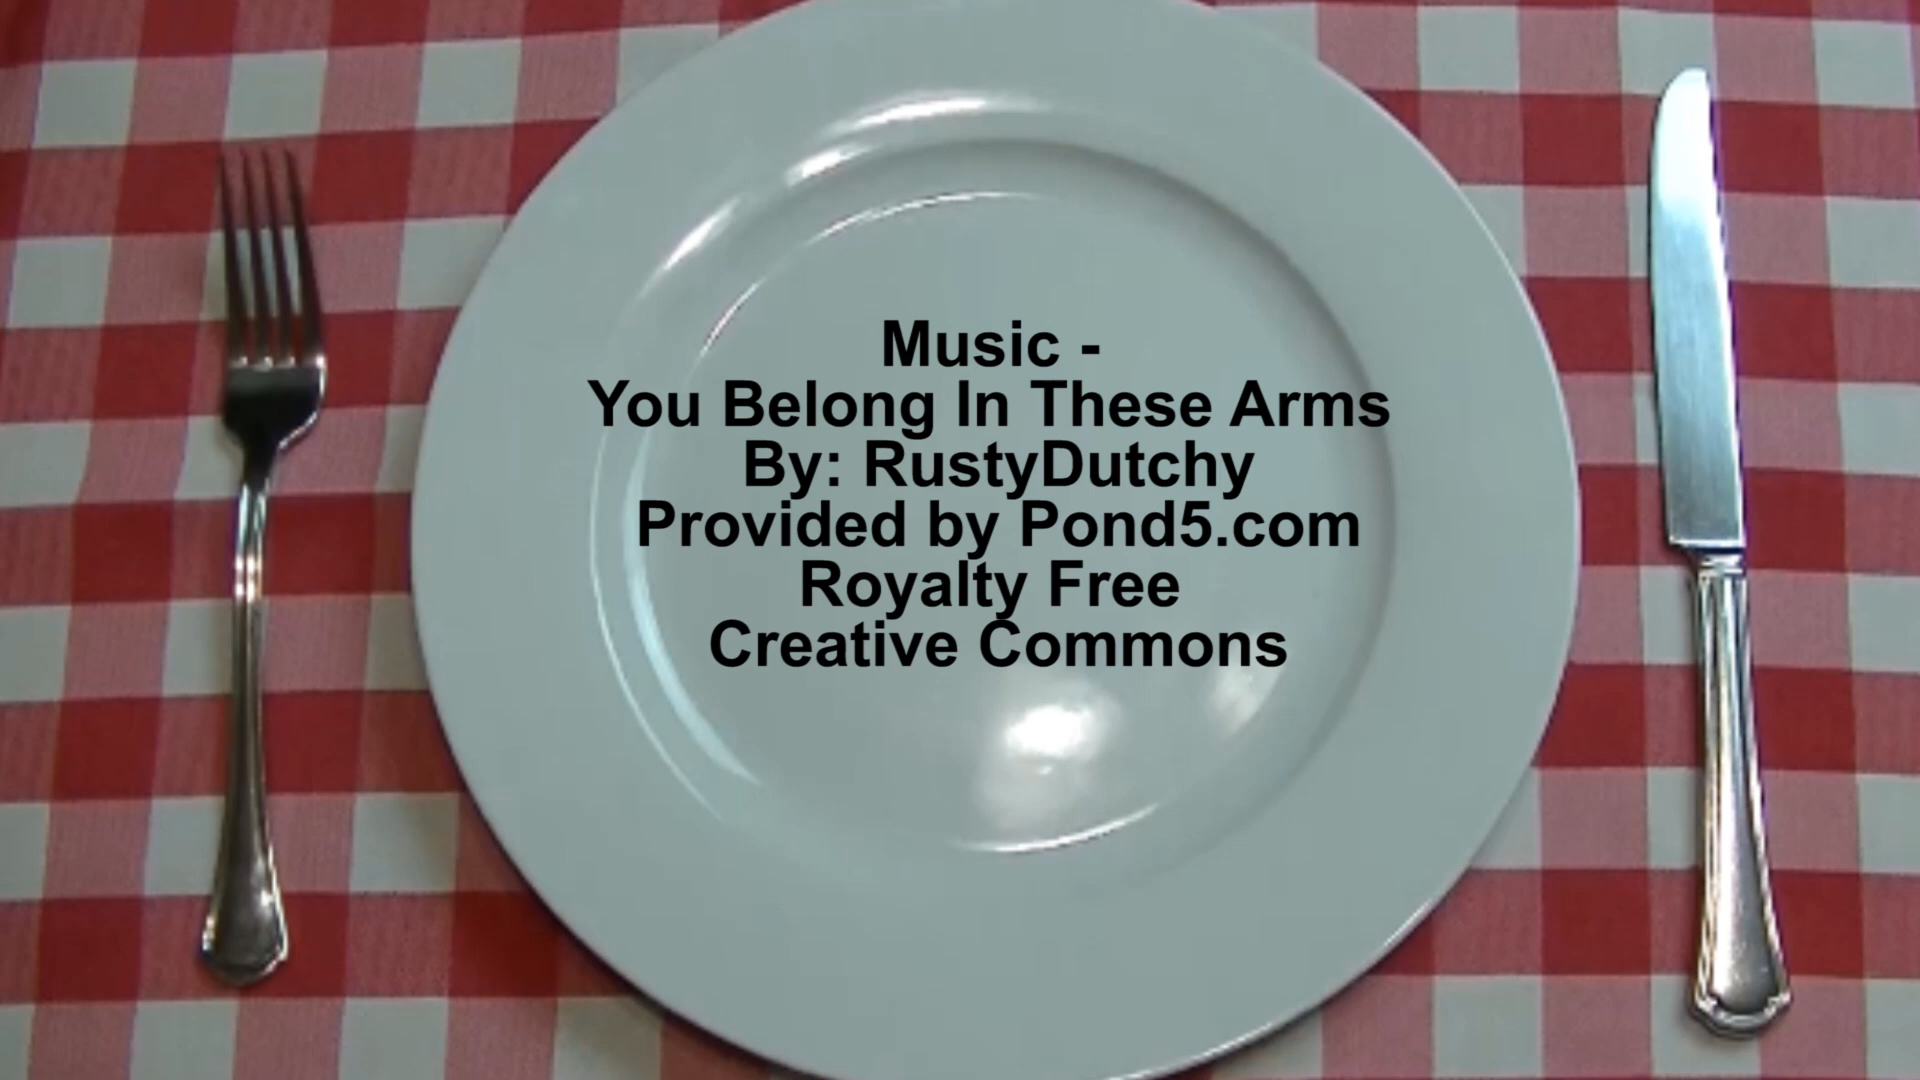 Music -
You Belong In These Arms
By: RustyDutchy
Provided by Pond5.com
Royalty Free
Creative Commons